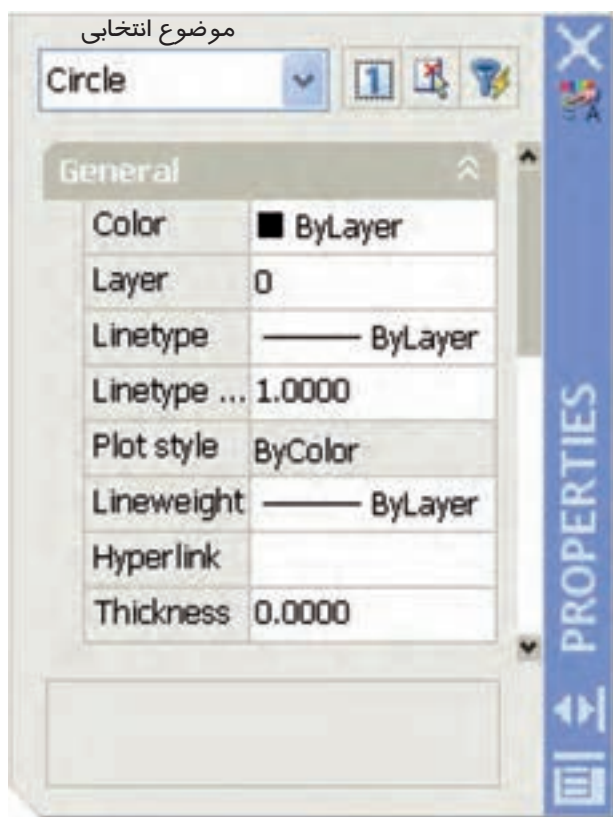 موضوع انتخابی
Circle
1
A
General
Color ByLayer
Layer 0
Linetype ByLayer
Linetype ... 1.0000
Plot style ByColor
Lineweight ByLayer
Hyperlink
Thickness 0.0000
PROPERTIES